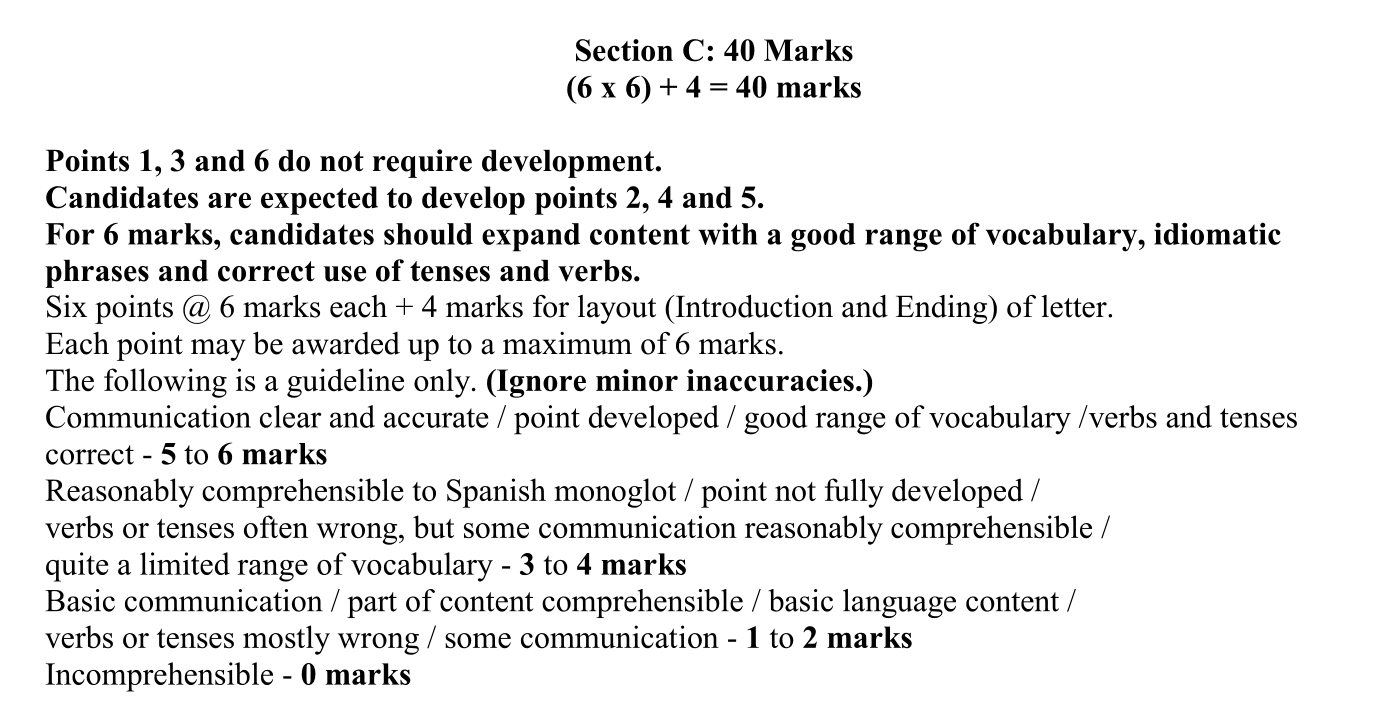 Section C: 40 Marks
(6 x 6) + 4 = 40 marks
Points 1, 3 and 6 do not require development.
Candidates are expected to develop points 2, 4 and 5.
For 6 marks, candidates should expand content with a good range of vocabulary, idiomatic
phrases and correct use of tenses and verbs.
Six points @ 6 marks each + 4 marks for layout (Introduction and Ending) of letter.
Each point may be awarded up to a maximum of 6 marks.
The following is a guideline only. (Ignore minor inaccuracies.)
Communication clear and accurate / point developed / good range of vocabulary /verbs and tenses
correct - 5 to 6 marks
Reasonably comprehensible to Spanish monoglot / point not fully developed /
verbs or tenses often wrong, but some communication reasonably comprehensible /
quite a limited range of vocabulary - 3 to 4 marks
Basic communication / part of content comprehensible / basic language content /
verbs or tenses mostly wrong / some communication - 1 to 2 marks
Incomprehensible - 0 marks